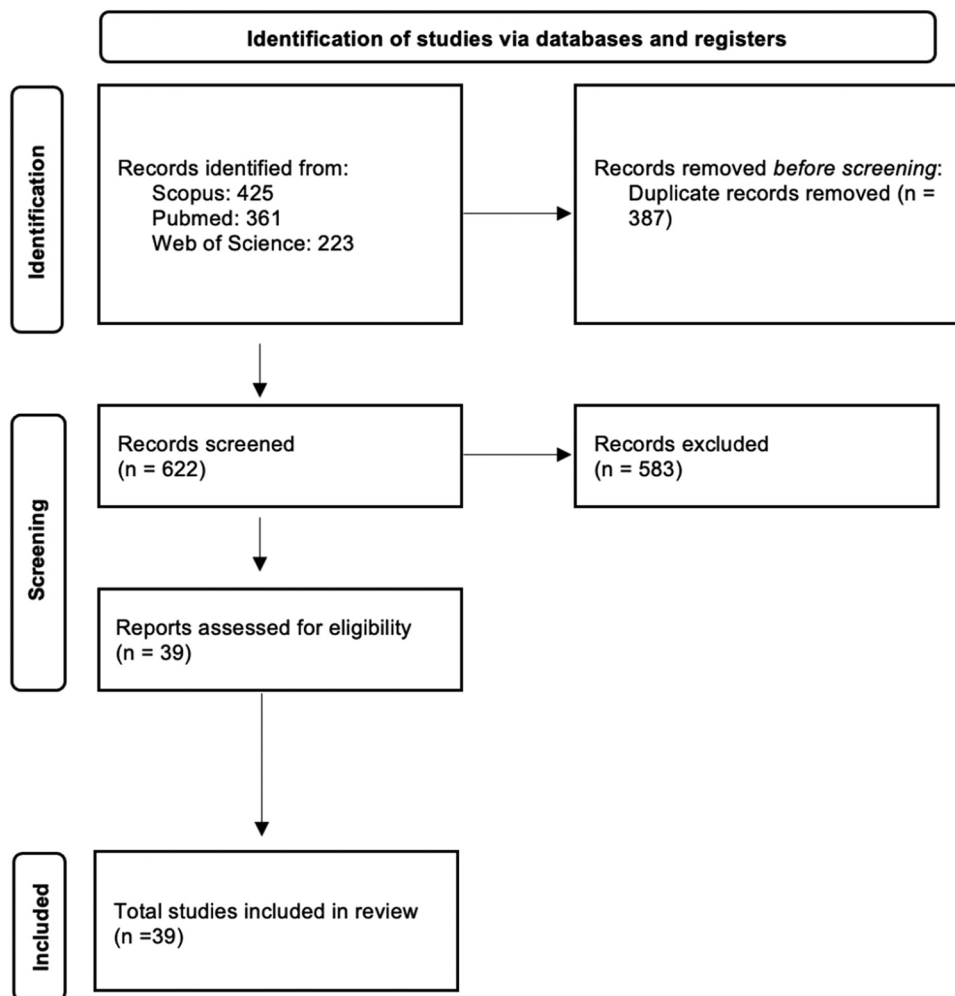 Identification of studies via databases and registers
Identification
Records identified from:
Scopus: 425
Pubmed: 361
Web of Science: 223
Records removed before screening:
Duplicate records removed (n =
387)
Screening
Records screened
(n = 622)
Records excluded
(n = 583)
Reports assessed for eligibility
(n = 39)
Included
Total studies included in review
(n =39)